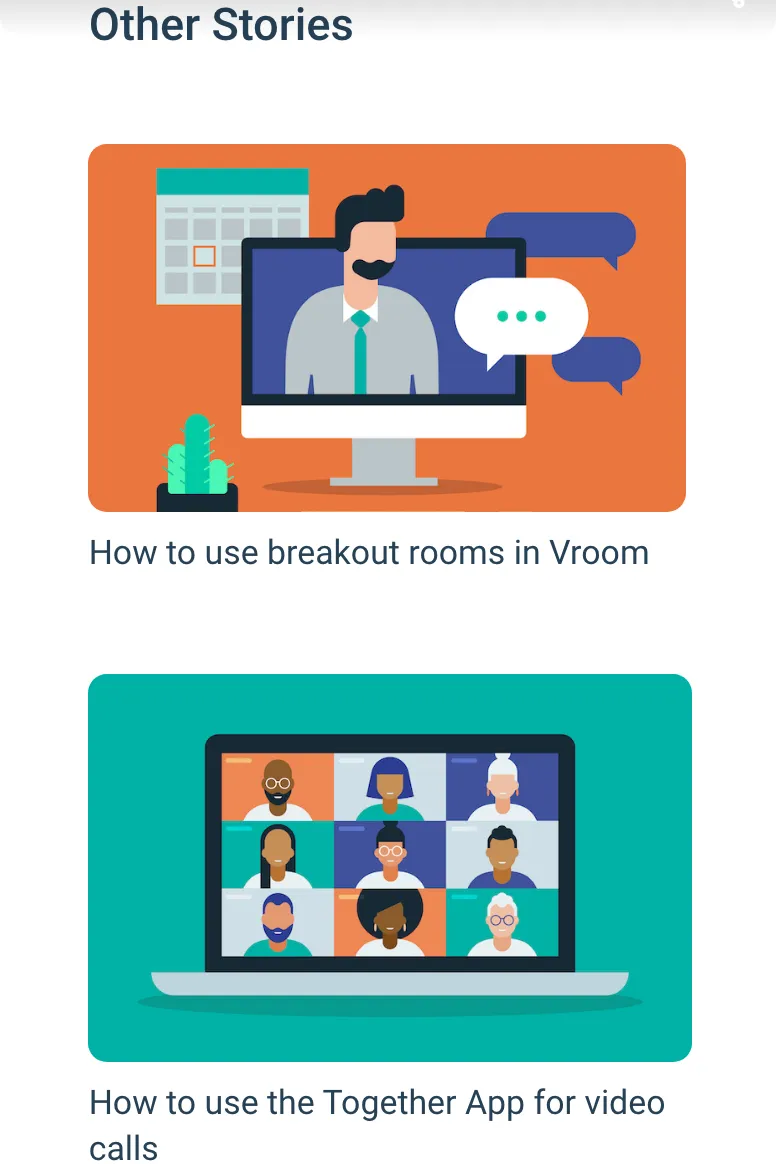 Other Stories
How to use breakout rooms in Vroom
How to use the Together App for video
calls